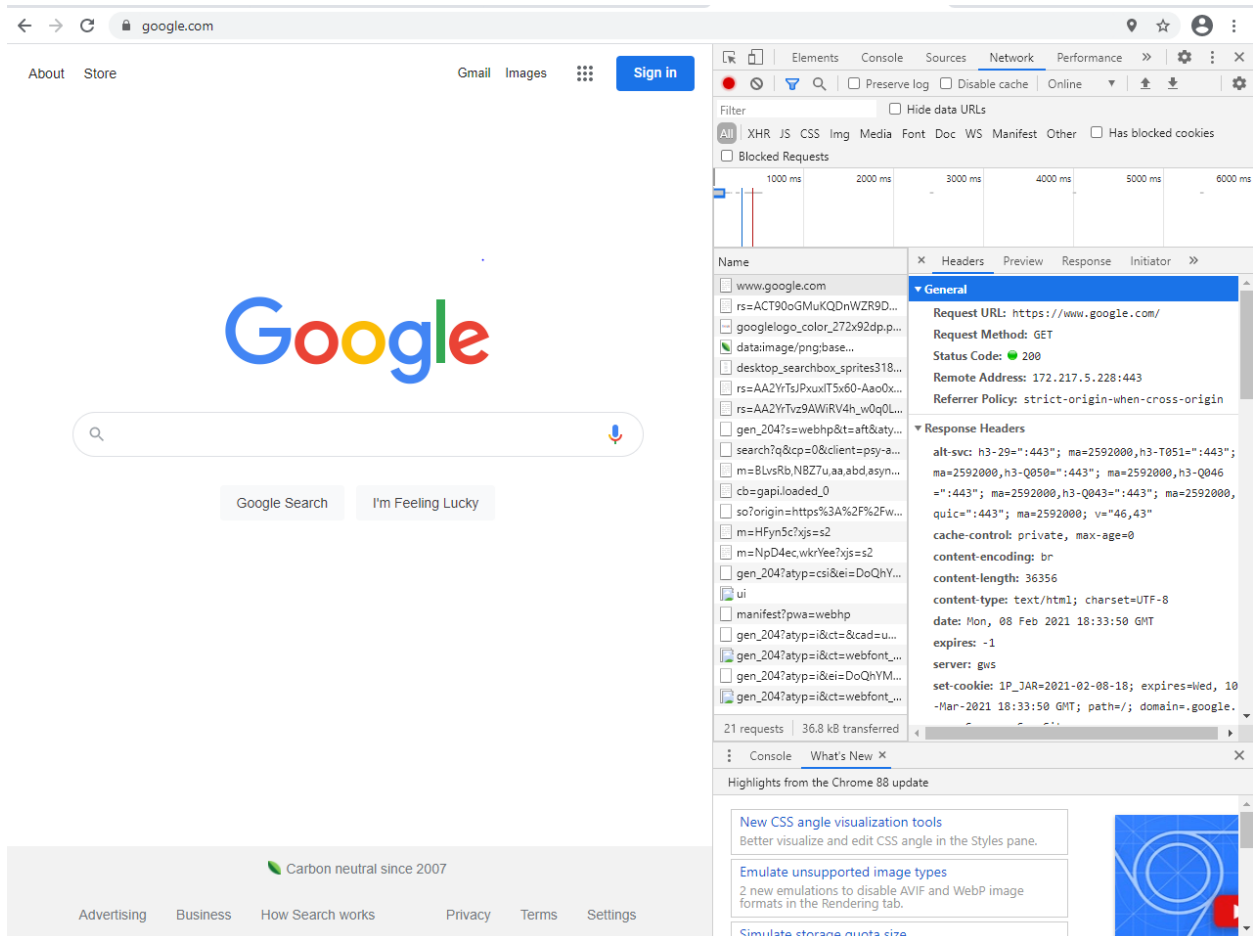 google.com
About Store Gmail Images Sign in
Google
Google Search I'm Feeling Lucky
Carbon neutral since 2007
Advertising Business How Search works Privacy Terms Settings
Elements Console Sources Network Performance »
Preserve log Disable cache Online
Filter Hide data URLs
All XHR JS CSS Img Media Font Doc WS Manifest Other Has blocked cookies
Blocked Requests
1000 ms 2000 ms 3000 ms 4000 ms 5000 ms 6000 ms
Name
www.google.com
rs=ACT90oGMuKQDnWZR9D...
googlelogo_color_272x92dp.p...
data:image/png;base...
desktop_searchbox_sprites318...
rs=AA2YrTsJPxuxlT5x60-Aao0x...
rs=AA2YrTvz9AWiRV4h_w0q0L...
gen_204?s=webhp&t=aft&aty...
search?q&cp=0&client=psy-a...
m=BLvsRb,NBZ7u,aa,abd,asyn...
cb=gapi.loaded_0
so?origin=https%3A%2F%2Fw...
m=HFyn5c?xjs=s2
m=NpD4ec,wkrYee?xjs=s2
gen_204?atyp=csi&ei=DoQhY...
ui
manifest?pwa=webhp
gen_204?atyp=i&ct=&cad=u...
gen_204?atyp=i&ct=webfont_...
gen_204?atyp=i&ei=DoQhYM...
gen_204?atyp=i&ct=webfont_...
21 requests 36.8 kB transferred
× Headers Preview Response Initiator »
General
Request URL: https://www.google.com/
Request Method: GET
Status Code: 200
Remote Address: 172.217.5.228:443
Referrer Policy: strict-origin-when-cross-origin
Response Headers
alt-svc: h3-29=":443"; ma=2592000,h3-T051=":443";
ma=2592000,h3-Q050=":443"; ma=2592000,h3-Q046
=":443"; ma=2592000,h3-Q043=":443"; ma=2592000,
quic=":443"; ma=2592000; v="46,43"
cache-control: private, max-age=0
content-encoding: br
content-length: 36356
content-type: text/html; charset=UTF-8
date: Mon, 08 Feb 2021 18:33:50 GMT
expires: -1
server: gws
set-cookie: 1P_JAR=2021-02-08-18; expires=Wed, 10
-Mar-2021 18:33:50 GMT; path=/; domain=.google.
Console What's New ×
Highlights from the Chrome 88 update
New CSS angle visualization tools
Better visualize and edit CSS angle in the Styles pane.
Emulate unsupported image types
2 new emulations to disable AVIF and WebP image
formats in the Rendering tab.
Simulate storage quota size